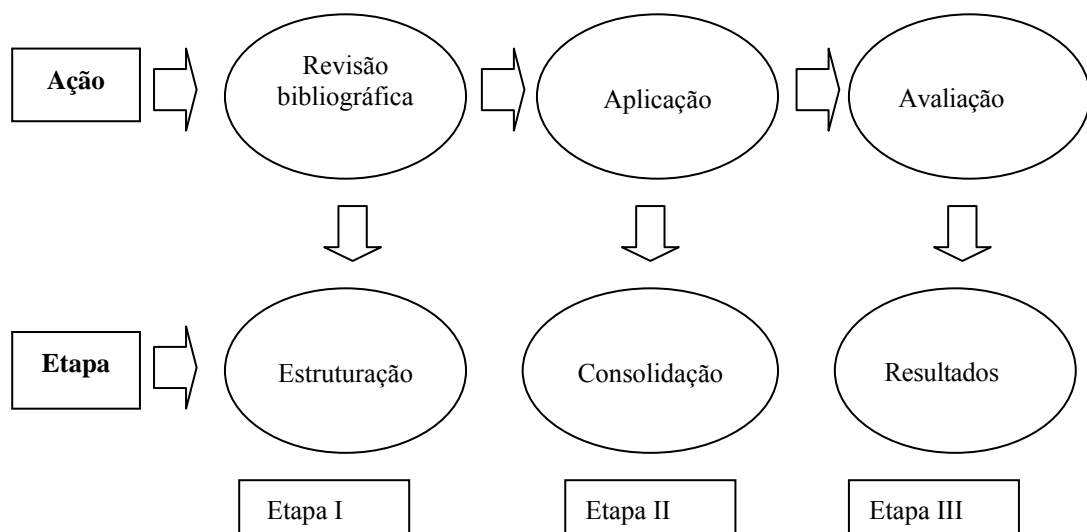 Ação
Revisão
bibliográfica
Aplicação
Avaliação
Etapa
Estruturação
Consolidação
Resultados
Etapa I
Etapa II
Etapa III